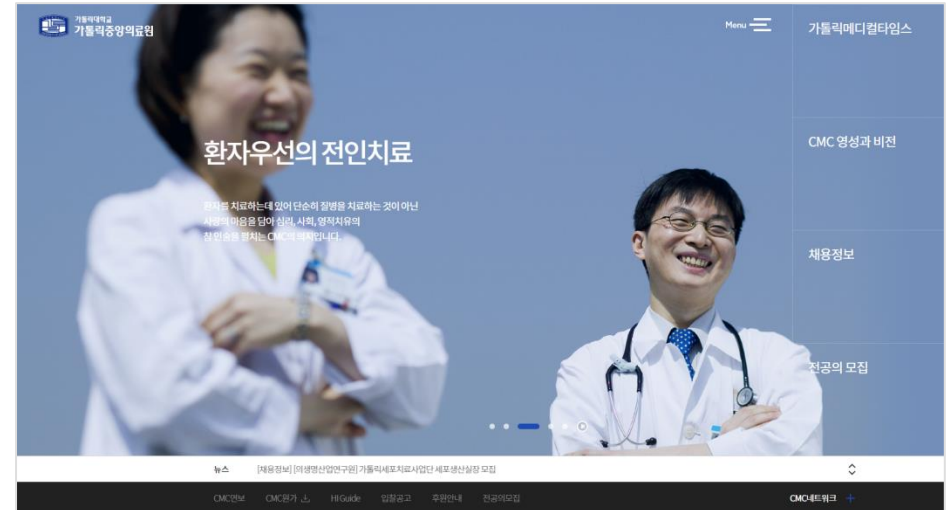 가톨릭대학교
가톨릭중앙의료원
Menu
가톨릭메디컬타임스
CMC 영성과 비전
채용정보
전공의 모집
환자우선의 전인치료
환자를 치료하는데 있어 단순히 질병을 치료하는 것이 아닌
사람의 마음을 담아 심리, 사회, 영적치유의
참 인술을 펼치는 CMC의 의지입니다.
뉴스 [채용정보] [의생명산업연구원] 가톨릭세포치료사업단 세포생산실장 모집
CMC연보 CMC원가 HI Guide 입찰공고 후원안내 전공의모집 CMC네트워크